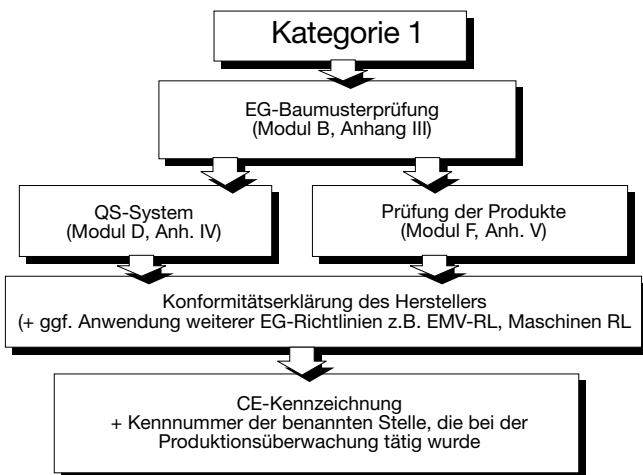 Kategorie 1
EG-Baumusterprüfung
(Modul B, Anhang III)
QS-System
(Modul D, Anh. IV)
Prüfung der Produkte
(Modul F, Anh. V)
Konformitätserklärung des Herstellers
(+ ggf. Anwendung weiterer EG-Richtlinien z.B. EMV-RL, Maschinen RL
CE-Kennzeichnung
+ Kennnummer der benannten Stelle, die bei der
Produktionsüberwachung tätig wurde